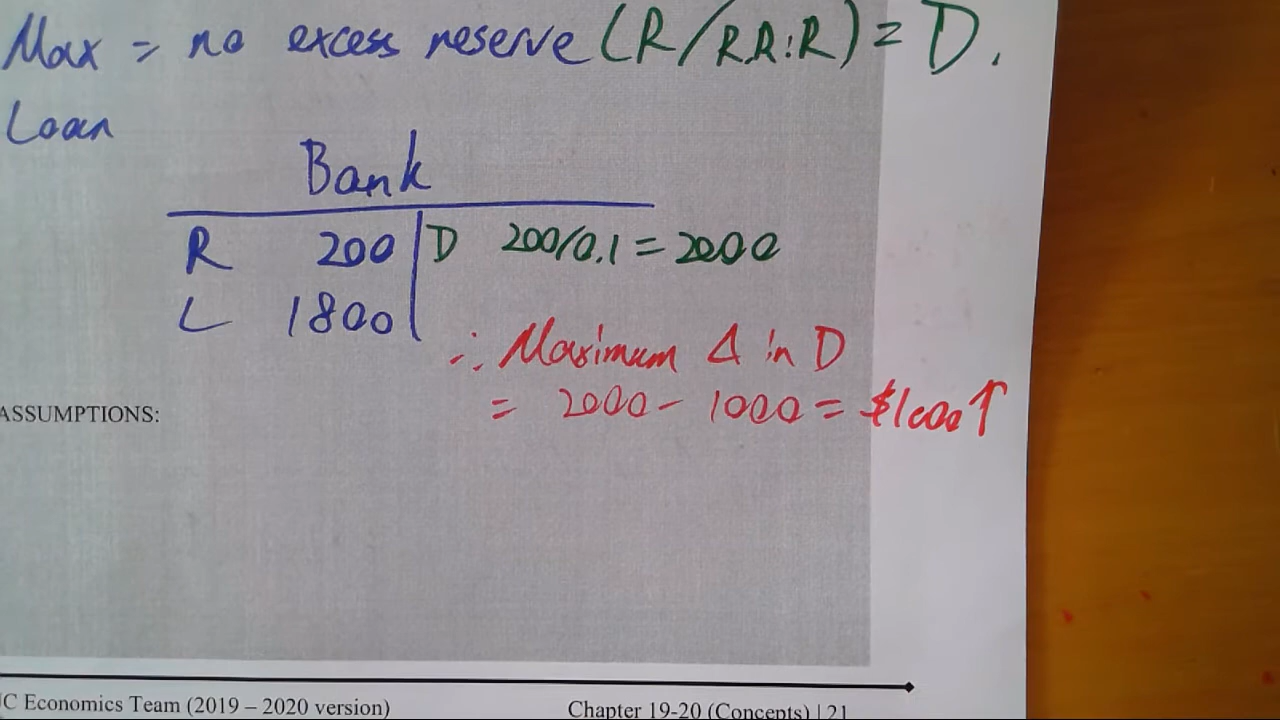 Max = no excess reserve (R/R.R.R) = D.
Loan
Bank
R 200 D 200/0.1 = 2000
L 1800
∴ Maximum Δ in D
= 2000 - 1000 = $1000↑
ASSUMPTIONS:
C Economics Team (2019 – 2020 version) Chapter 19-20 (Concepts) | 21